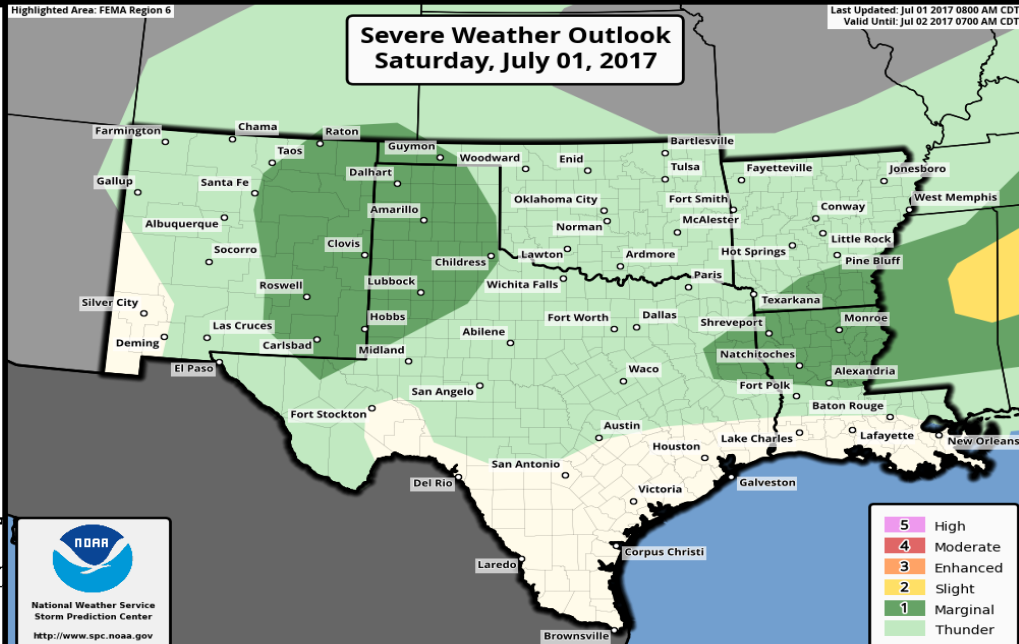 Highlighted Area: FEMA Region 6
Last Updated: Jul 01 2017 0800 AM CDT
Valid Until: Jul 02 2017 0700 AM CDT
Severe Weather Outlook
Saturday, July 01, 2017
Farmington
Chama
Raton
Taos
Guymon
Woodward
Enid
Bartlesville
Tulsa
Fayetteville
Jonesboro
Gallup
Santa Fe
Dalhart
Amarillo
Oklahoma City
Fort Smith
West Memphis
Albuquerque
Norman
McAlester
Conway
Socorro
Clovis
Childress
Lawton
Ardmore
Hot Springs
Little Rock
Pine Bluff
Roswell
Lubbock
Wichita Falls
Paris
Texarkana
Silver City
Las Cruces
Hobbs
Abilene
Fort Worth
Dallas
Shreveport
Monroe
Deming
Carlsbad
Midland
Natchitoches
El Paso
San Angelo
Waco
Fort Polk
Alexandria
Fort Stockton
Austin
Baton Rouge
Houston
Lake Charles
Lafayette
New Orleans
Del Rio
San Antonio
Galveston
Victoria
Laredo
Corpus Christi
Brownsville
NOAA
National Weather Service
Storm Prediction Center
http://www.spc.noaa.gov
5 High
4 Moderate
3 Enhanced
2 Slight
1 Marginal
Thunder